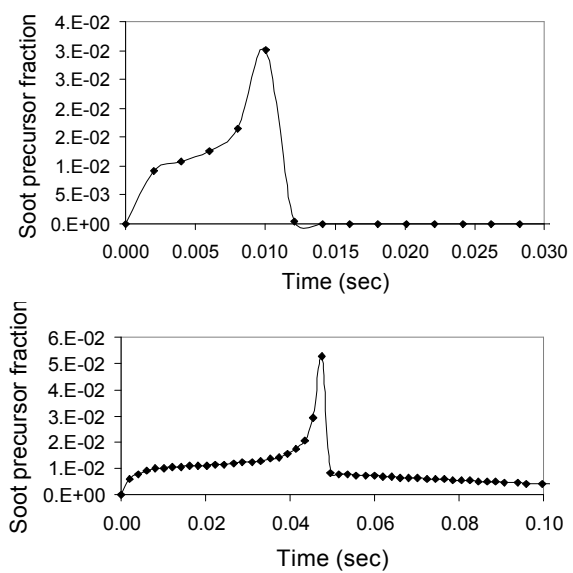 Soot precursor fraction
4.E-02
3.E-02
3.E-02
2.E-02
2.E-02
1.E-02
5.E-03
0.E+00
0.000 0.005 0.010 0.015 0.020 0.025 0.030
Time (sec)
Soot precursor fraction
6.E-02
5.E-02
4.E-02
3.E-02
2.E-02
1.E-02
0.E+00
0.00 0.02 0.04 0.06 0.08 0.10
Time (sec)